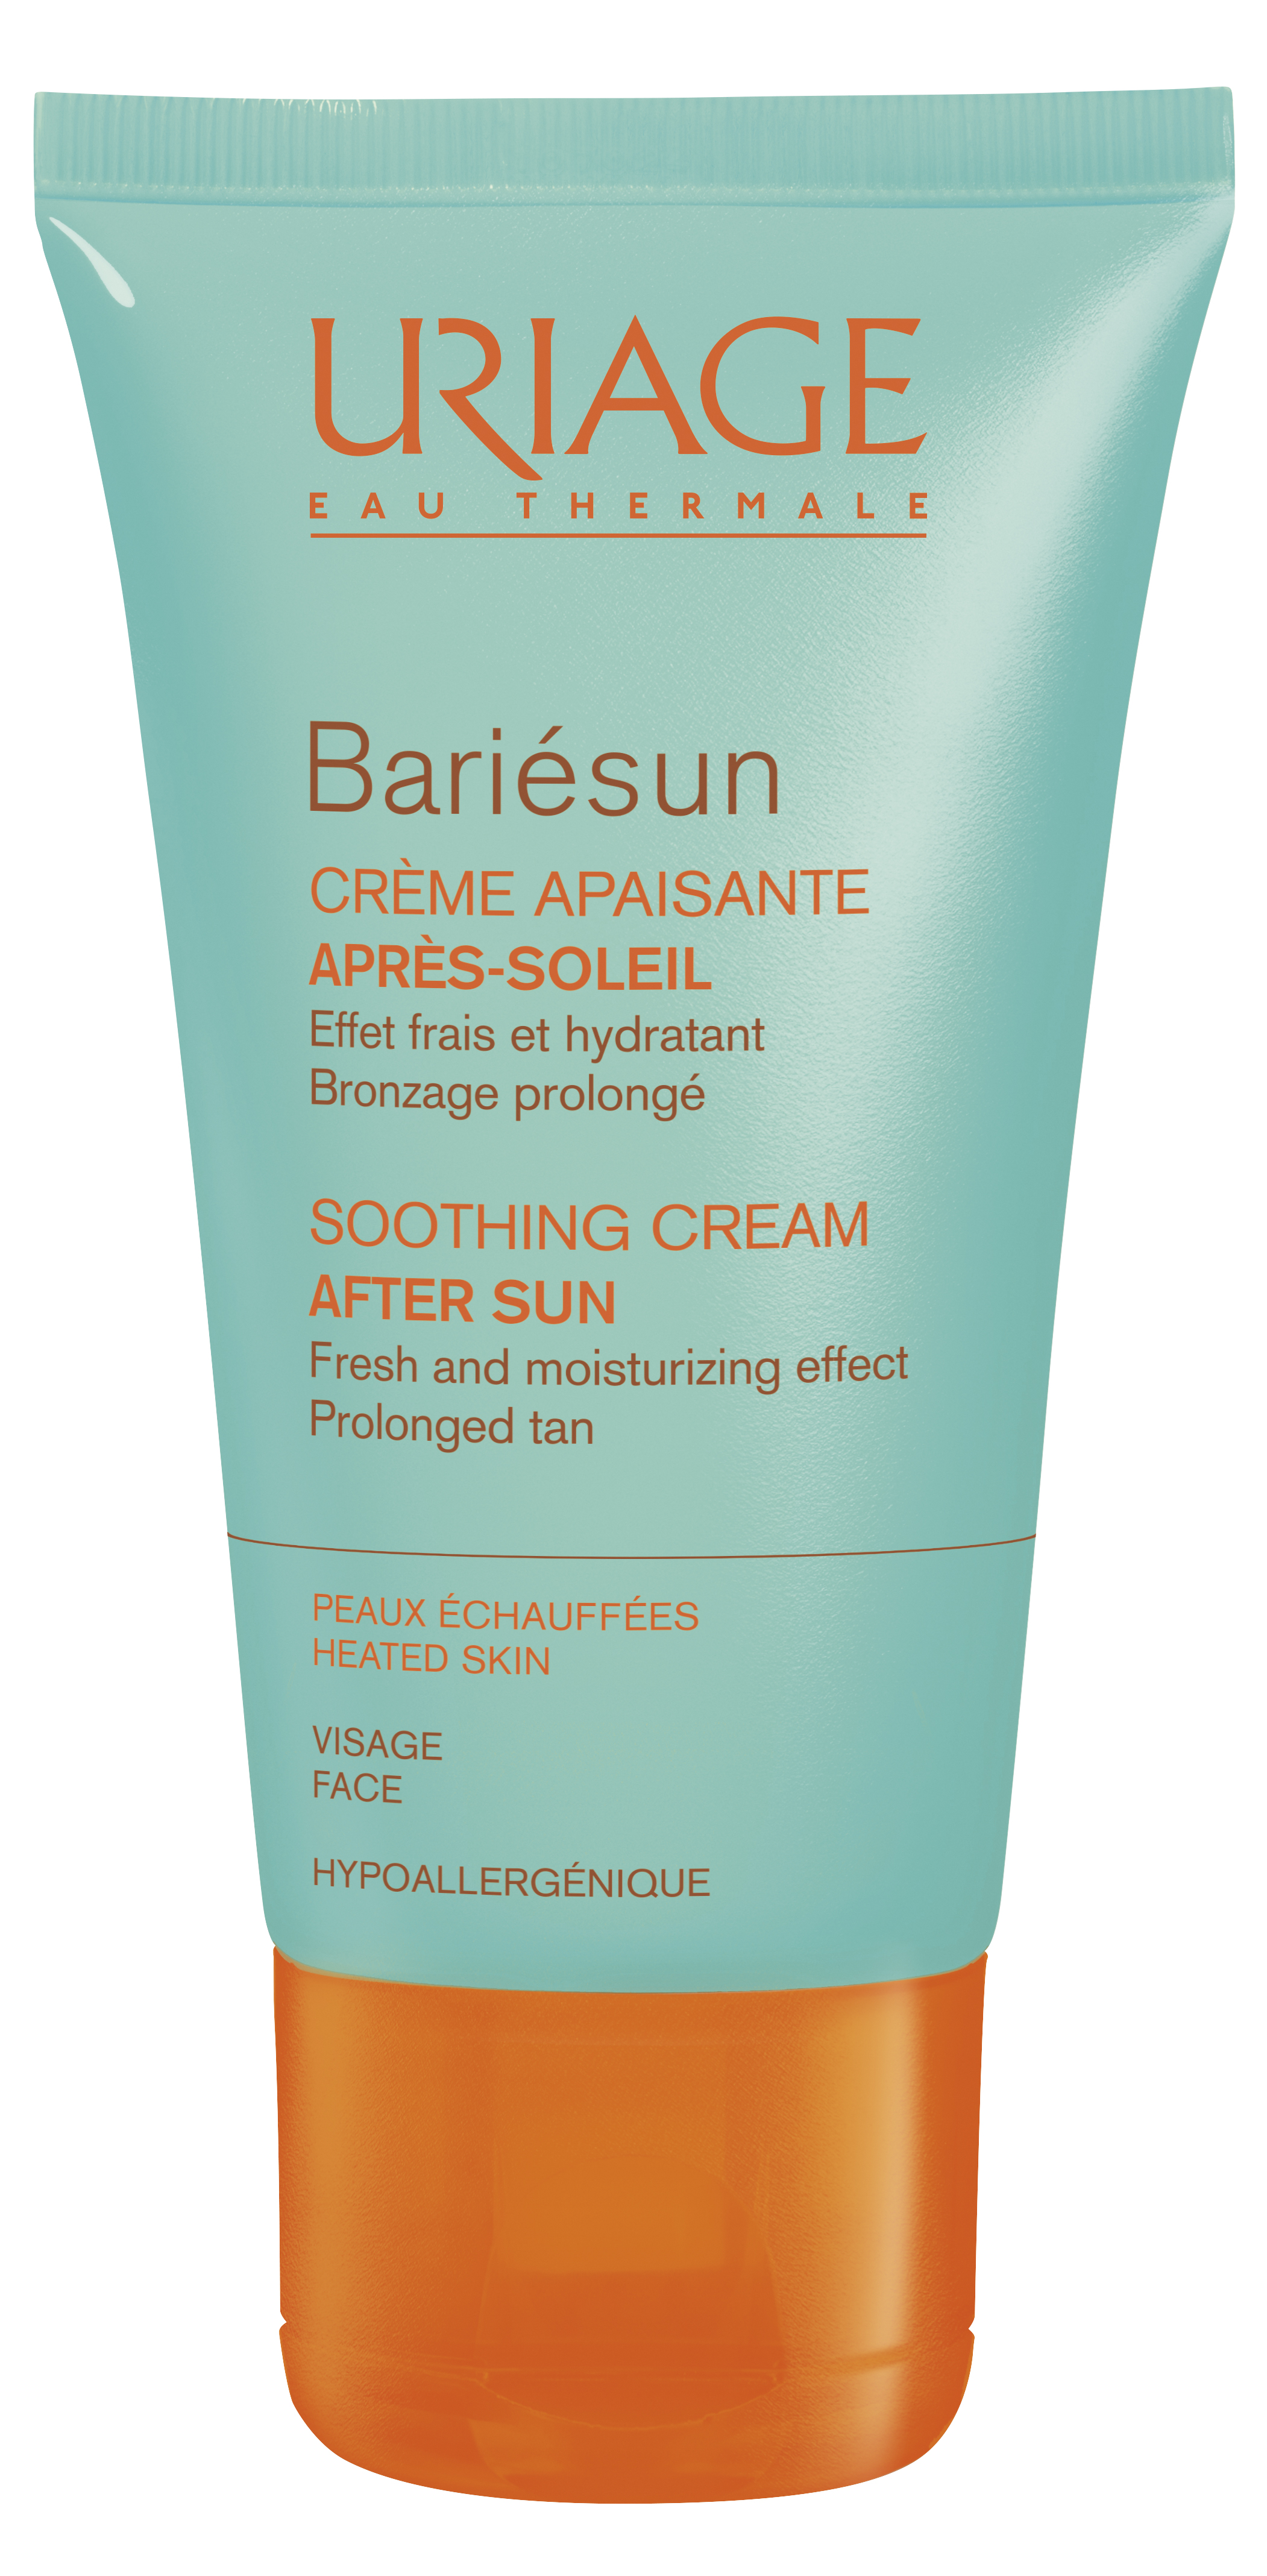 URIAGE
EAU THERMALE
Bariésun
CRÈME APAISANTE
APRÈS-SOLEIL
Effet frais et hydratant
Bronzage prolongé
SOOTHING CREAM
AFTER SUN
Fresh and moisturizing effect
Prolonged tan
PEAUX ÉCHAUFFÉES
HEATED SKIN
VISAGE
FACE
HYPOALLERGÉNIQUE